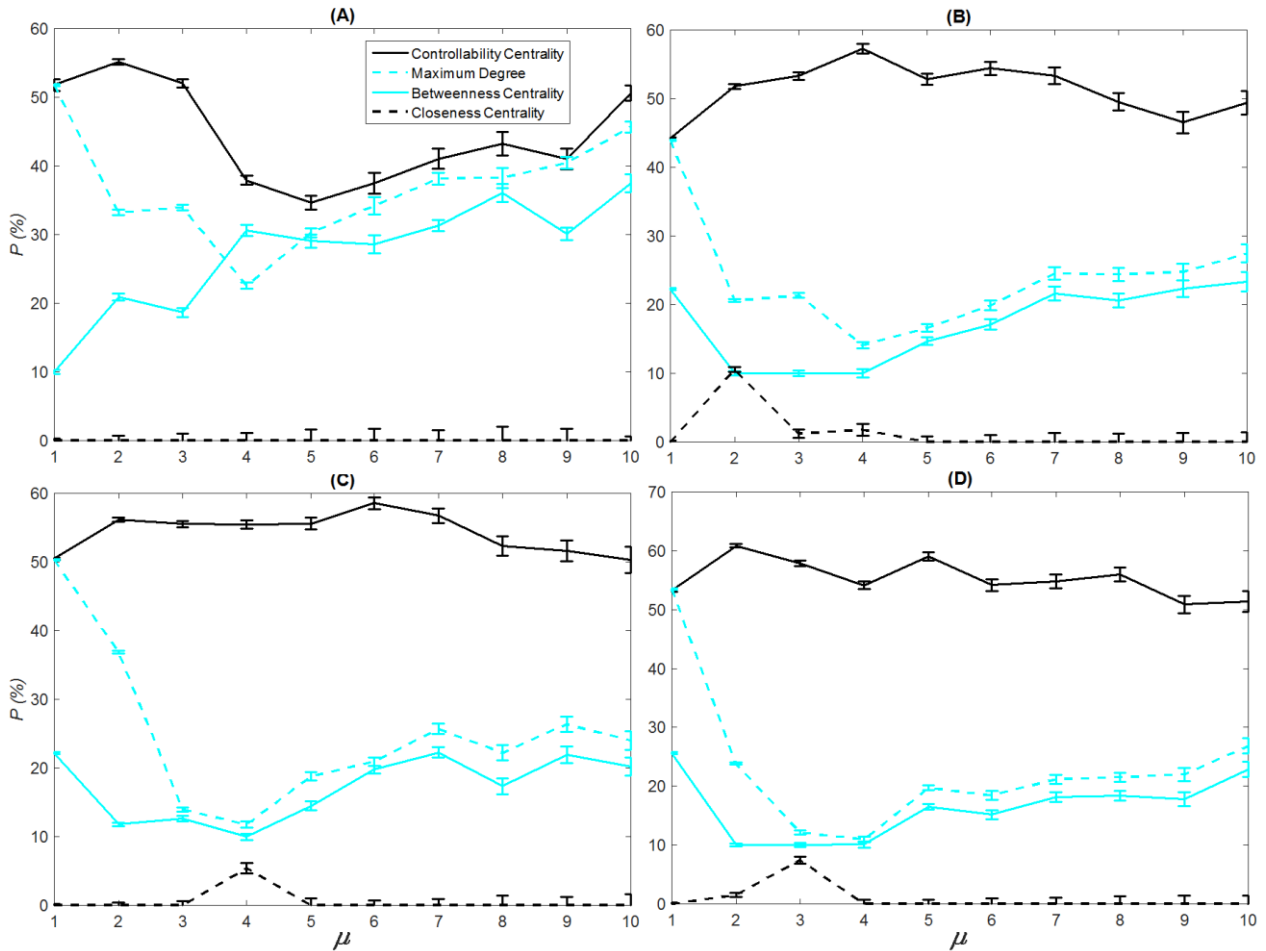 (A)
60
50
40
30
20
10
0
P (%)
1 2 3 4 5 6 7 8 9 10
Controllability Centrality
Maximum Degree
Betweenness Centrality
Closeness Centrality
(B)
60
50
40
30
20
10
0
1 2 3 4 5 6 7 8 9 10
(C)
60
50
40
30
20
10
0
P (%)
1 2 3 4 5 6 7 8 9 10
μ
(D)
70
60
50
40
30
20
10
0
1 2 3 4 5 6 7 8 9 10
μ